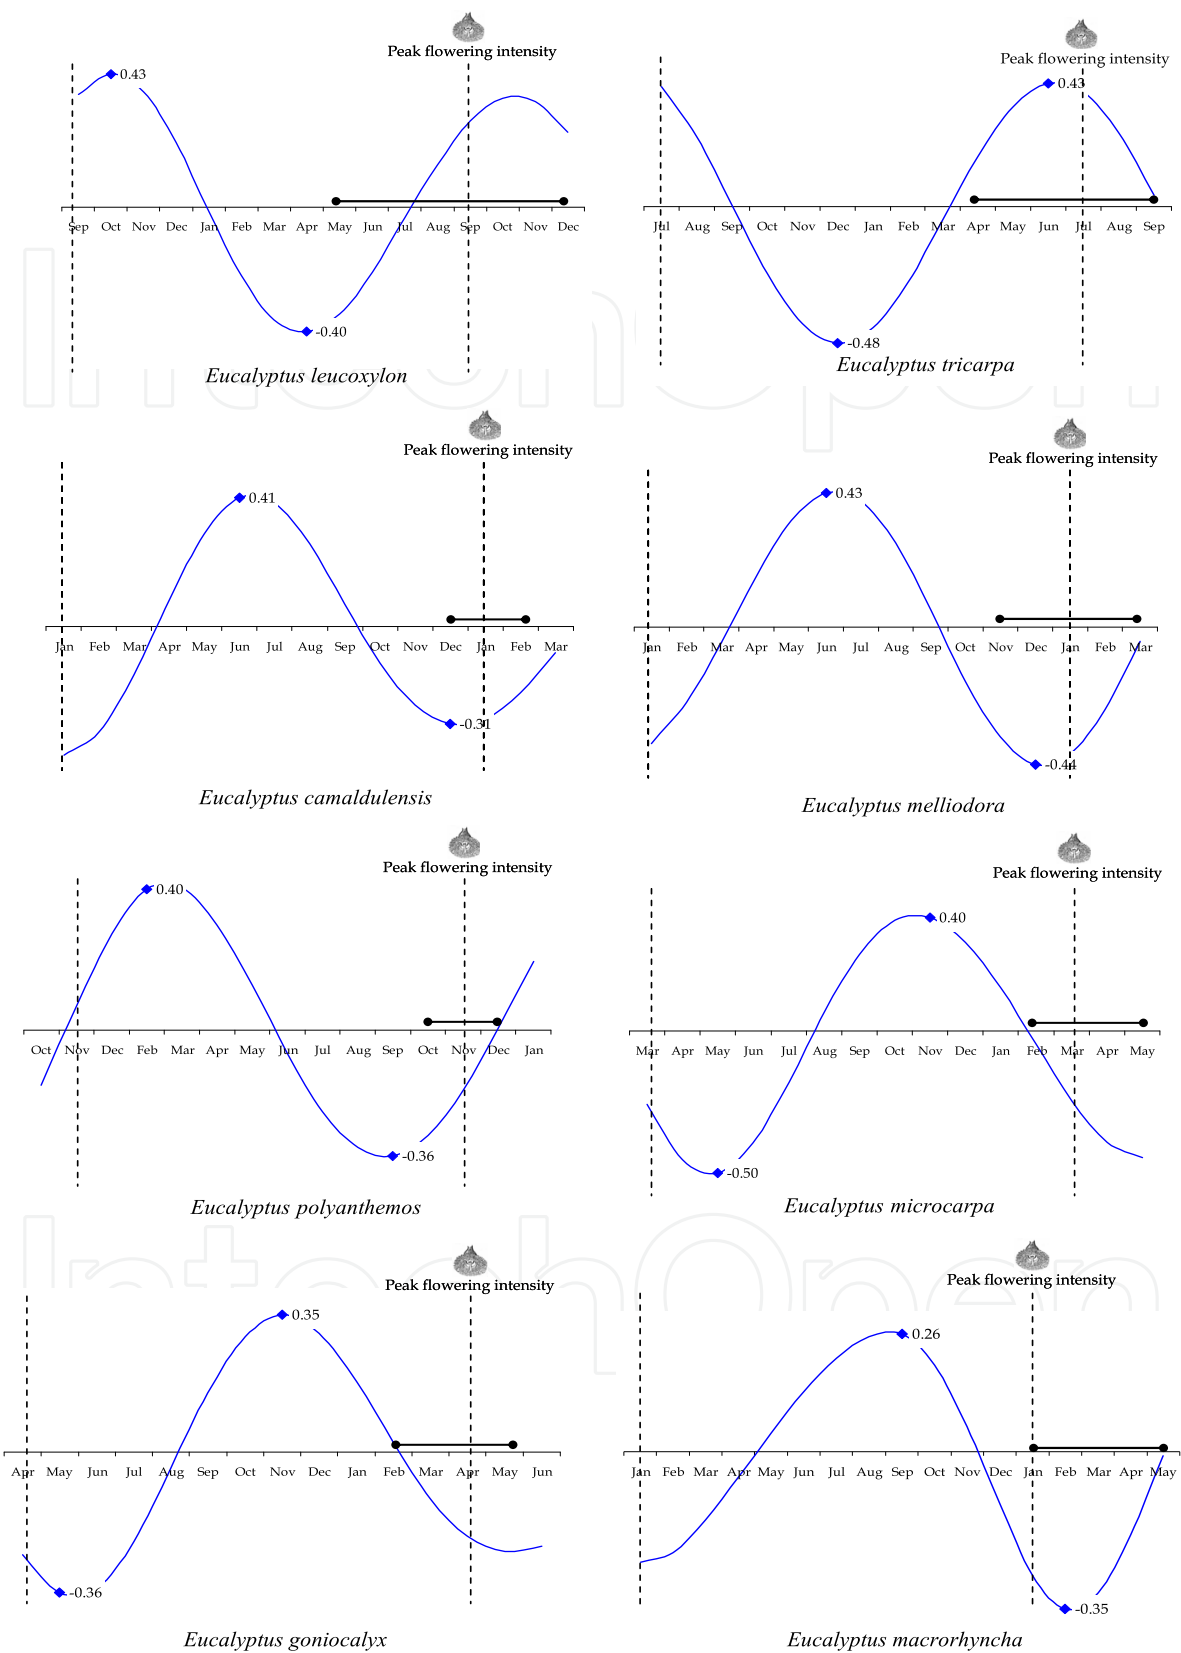 Peak flowering intensity
0.43
Sep Oct Nov Dec Jan Feb Mar Apr May Jun Jul Aug Sep Oct Nov Dec
-0.40
Eucalyptus leucoxylon
Peak flowering intensity
0.43
Jul Aug Sep Oct Nov Dec Jan Feb Mar Apr May Jun Jul Aug Sep
-0.48
Eucalyptus tricarpa
Peak flowering intensity
0.41
Jan Feb Mar Apr May Jun Jul Aug Sep Oct Nov Dec Jan Feb Mar
-0.31
Eucalyptus camaldulensis
Peak flowering intensity
0.43
Jan Feb Mar Apr May Jun Jul Aug Sep Oct Nov Dec Jan Feb Mar
-0.44
Eucalyptus melliodora
Peak flowering intensity
0.40
Oct Nov Dec Feb Mar Apr May Jun Jul Aug Sep Oct Nov Dec Jan
-0.36
Eucalyptus polyanthemos
Peak flowering intensity
0.40
Mar Apr May Jun Jul Aug Sep Oct Nov Dec Jan Feb Mar Apr May
-0.50
Eucalyptus microcarpa
Peak flowering intensity
0.35
Apr May Jun Jul Aug Sep Oct Nov Dec Jan Feb Mar Apr May Jun
-0.36
Eucalyptus goniocalyx
Peak flowering intensity
0.26
Jan Feb Mar Apr May Jun Jul Aug Sep Oct Nov Dec Jan Feb Mar Apr May
-0.35
Eucalyptus macrorhyncha
IntechOpen
IntechOpen